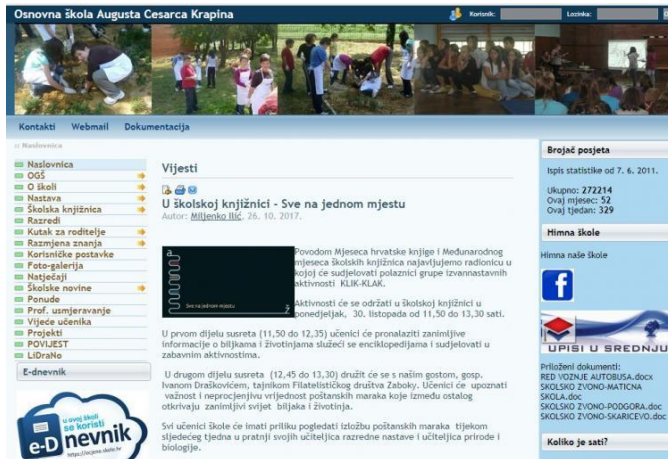 Osnovna škola Augusta Cesarca Krapina
Korisnik:
Lozinka:
Kontakti Webmail Dokumentacija
:: Naslovnica
Naslovnica
OGŠ
O školi
Nastava
Školska knjižnica
Razredi
Kutak za roditelje
Razmjena znanja
Korisničke postavke
Foto-galerija
Natječaji
Školske novine
Ponude
Prof. usmjeravanje
Vijeće učenika
Projekti
POVIJEST
LiDraNo
E-dnevnik
u ovoj školi
se koristi
e-Dnevnik
Vijesti
U školskoj knjižnici - Sve na jednom mjestu
Autor: Miljenko Ilić, 26. 10. 2017.
a
Sve na jednom mjestu
ž
Povodom Mjeseca hrvatske knjige i Međunarodnog
mjeseca školskih knjižnica najavljujemo radionicu u
kojoj će sudjelovati polaznici grupe izvannastavnih
aktivnosti KLIK-KLAK.
Aktivnosti će se održati u školskoj knjižnici u
ponedjeljak, 30. listopada od 11,50 do 13,30 sati.
U prvom dijelu susreta (11,50 do 12,35) učenici će pronalaziti zanimljive
informacije o biljkama i životinjama služeći se enciklopedijama i sudjelovati u
zabavnim aktivnostima.
U drugom dijelu susreta (12,45 do 13,30) družit će se s našim gostom, gosp.
Ivanom Draškovićem, tajnikom Filatelističkog društva Zaboky. Učenici će upoznati
važnost i neprocjenjivu vrijednost poštanskih maraka koje između ostalog
otkrivaju zanimljivi svijet biljaka i životinja.
Svi učenici škole će imati priliku pogledati izložbu poštanskih maraka tijekom
sljedećeg tjedna u pratnji svojih učiteljica razredne nastave i učiteljica prirode i
biologije.
Brojač posjeta
Ispis statistike od 7. 6. 2011.
Ukupno: 272214
Ovaj mjesec: 52
Ovaj tjedan: 329
Himna škole
Himna naše škole
f
UPISI U SREDNJU
Priloženi dokumenti:
RED VOZNJE AUTOBUSA.docx
SKOLSKO ZVONO-MATICNA
SKOLA.doc
SKOLSKO ZVONO-PODGORA.doc
SKOLSKO ZVONO-SKARICEVO.doc
Koliko je sati?